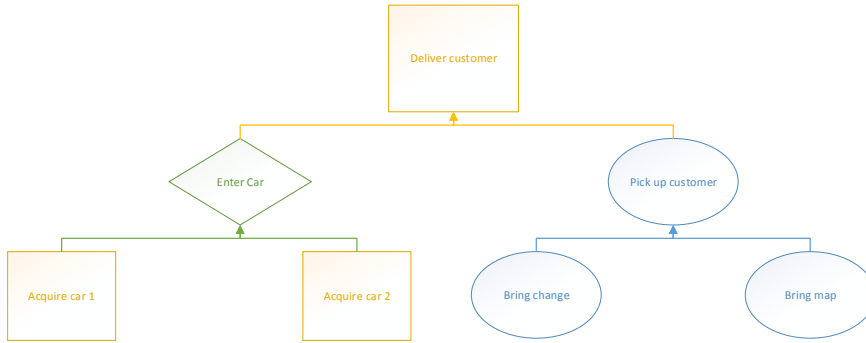 Deliver customer
Enter Car
Pick up customer
Acquire car 1
Acquire car 2
Bring change
Bring map